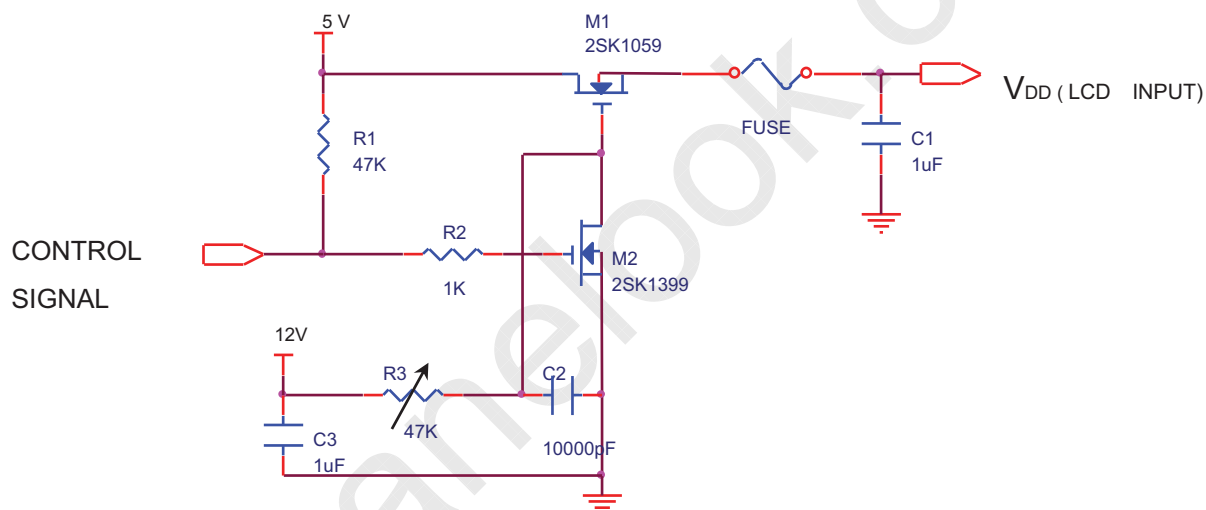 5 V
M1
2SK1059
VDD ( LCD INPUT)
FUSE
R1
47K
C1
1uF
CONTROL
SIGNAL
R2
1K
M2
2SK1399
12V
R3
47K
C2
10000pF
C3
1uF